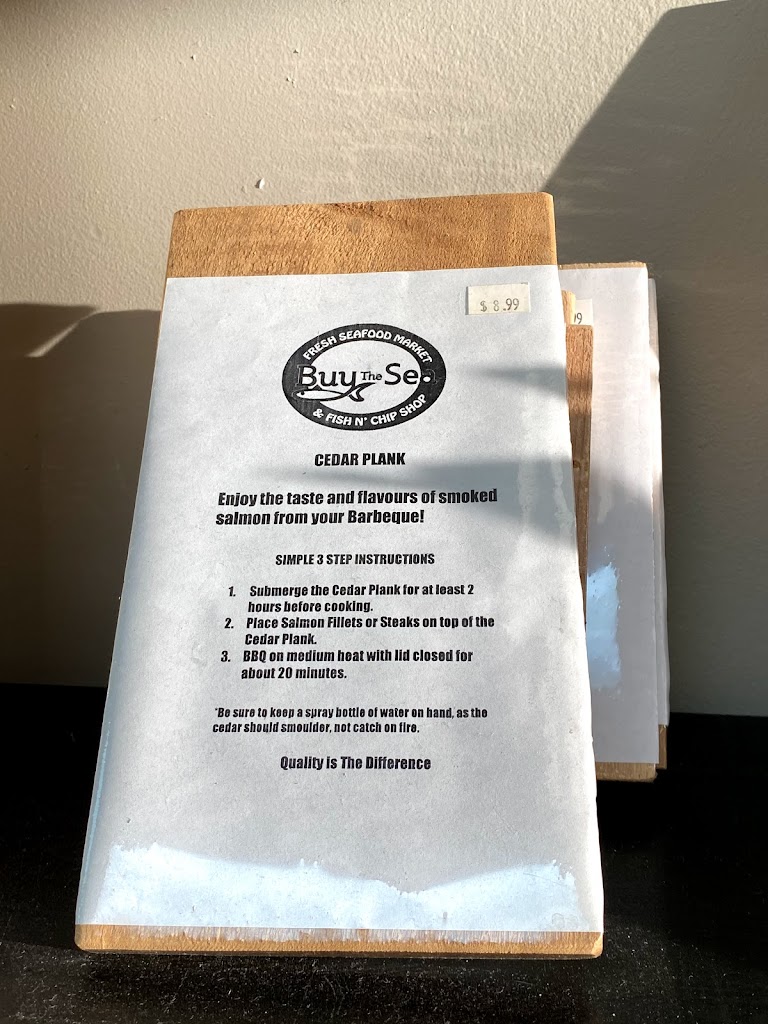 $ 8.99
FRESH SEAFOOD MARKET
Buy The Sea
& FISH N' CHIP SHOP
CEDAR PLANK
Enjoy the taste and flavours of smoked
salmon from your Barbeque!
SIMPLE 3 STEP INSTRUCTIONS
1. Submerge the Cedar Plank for at least 2
hours before cooking.
2. Place Salmon Fillets or Steaks on top of the
Cedar Plank.
3. BBQ on medium heat with lid closed for
about 20 minutes.
*Be sure to keep a spray bottle of water on hand, as the
cedar should smoulder, not catch on fire.
Quality is The Difference